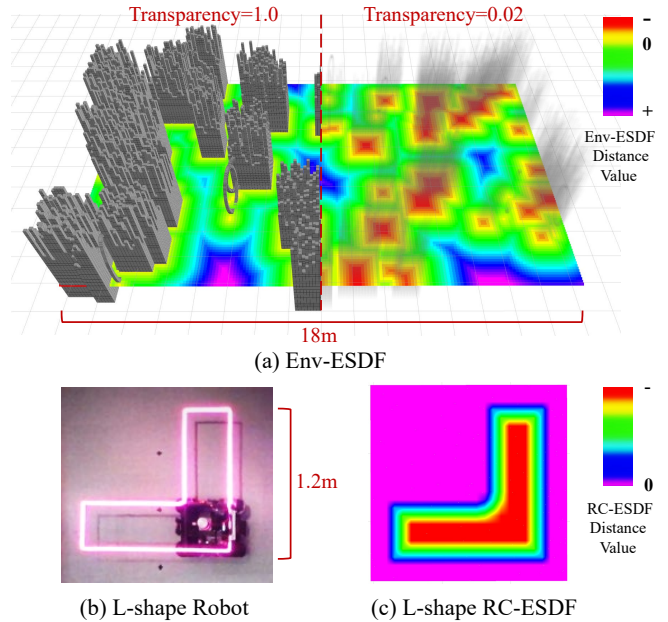 Transparency=1.0
Transparency=0.02
-
0
+
Env-ESDF
Distance
Value
18m
(a) Env-ESDF
1.2m
-
0
RC-ESDF
Distance
Value
(b) L-shape Robot
(c) L-shape RC-ESDF